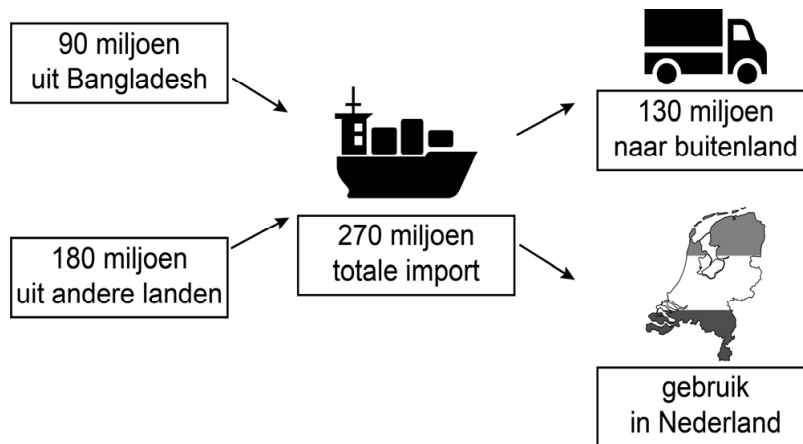 90 miljoen
uit Bangladesh
180 miljoen
uit andere landen
270 miljoen
totale import
130 miljoen
naar buitenland
gebruik
in Nederland